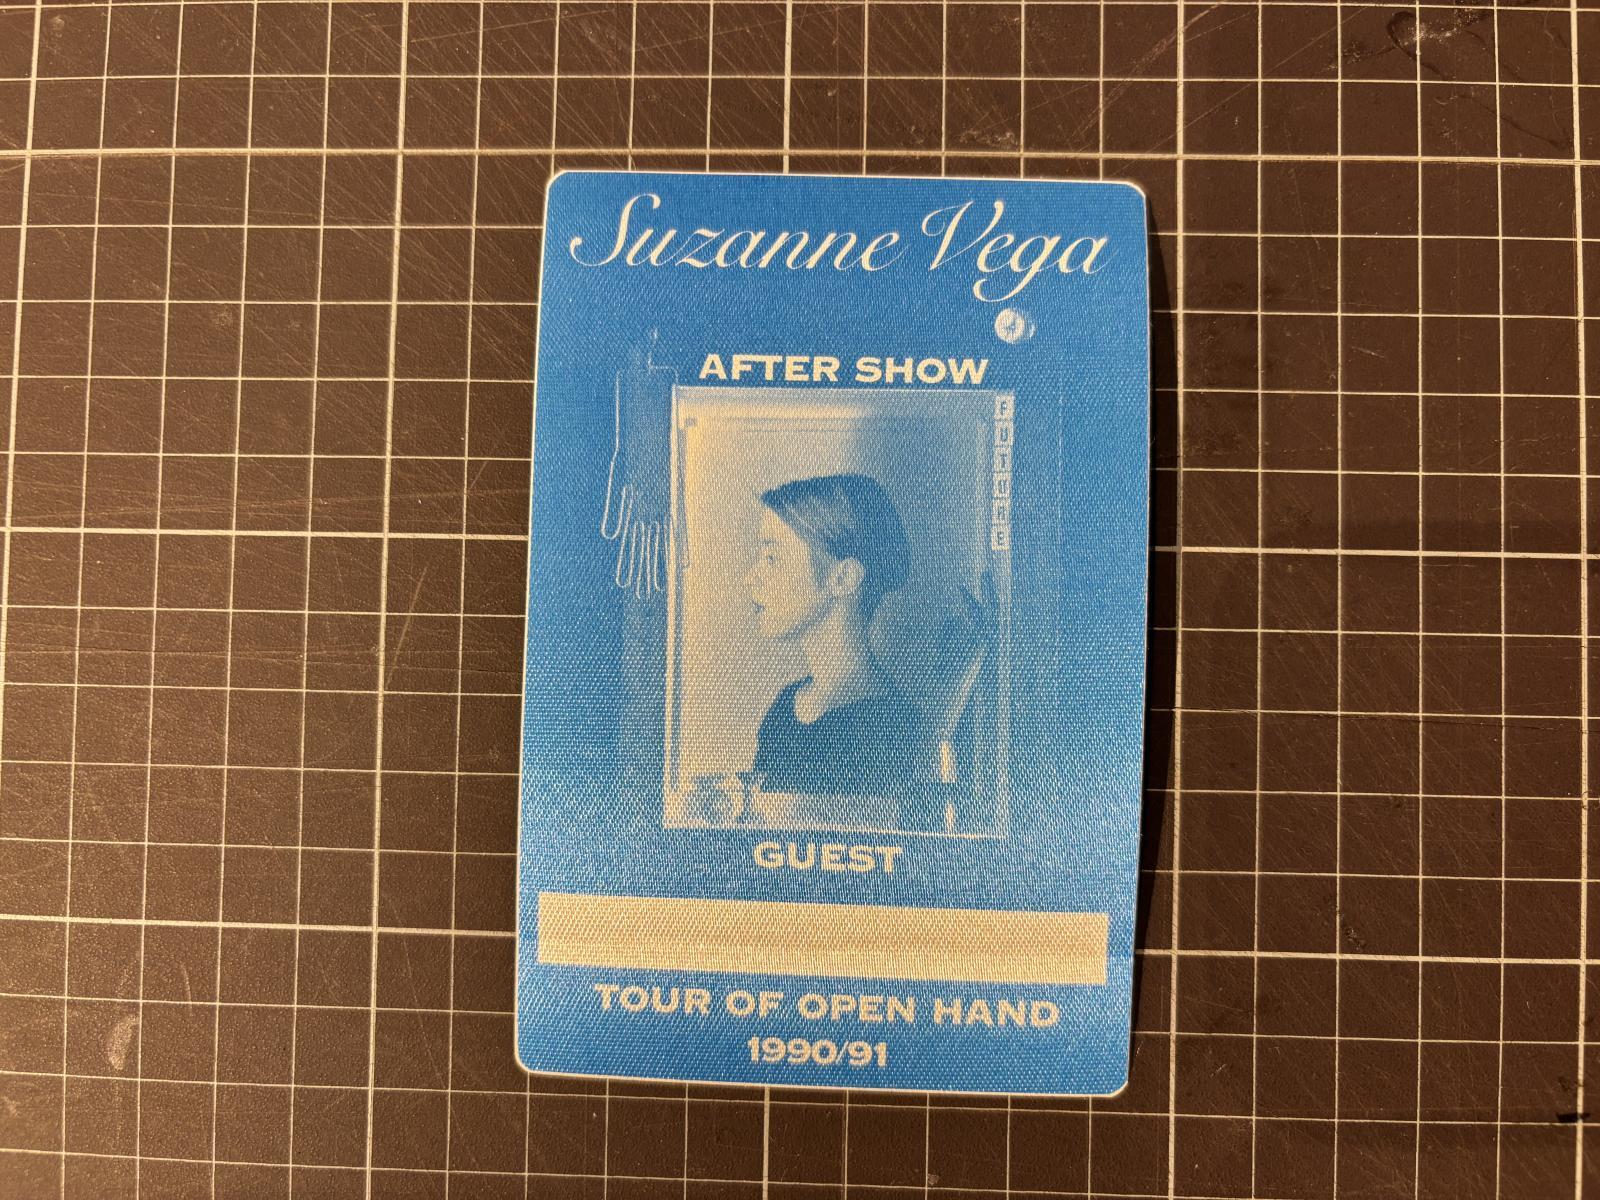 Suzanne Vega
AFTER SHOW
FUTURE
GUEST
TOUR OF OPEN HAND
1990/91